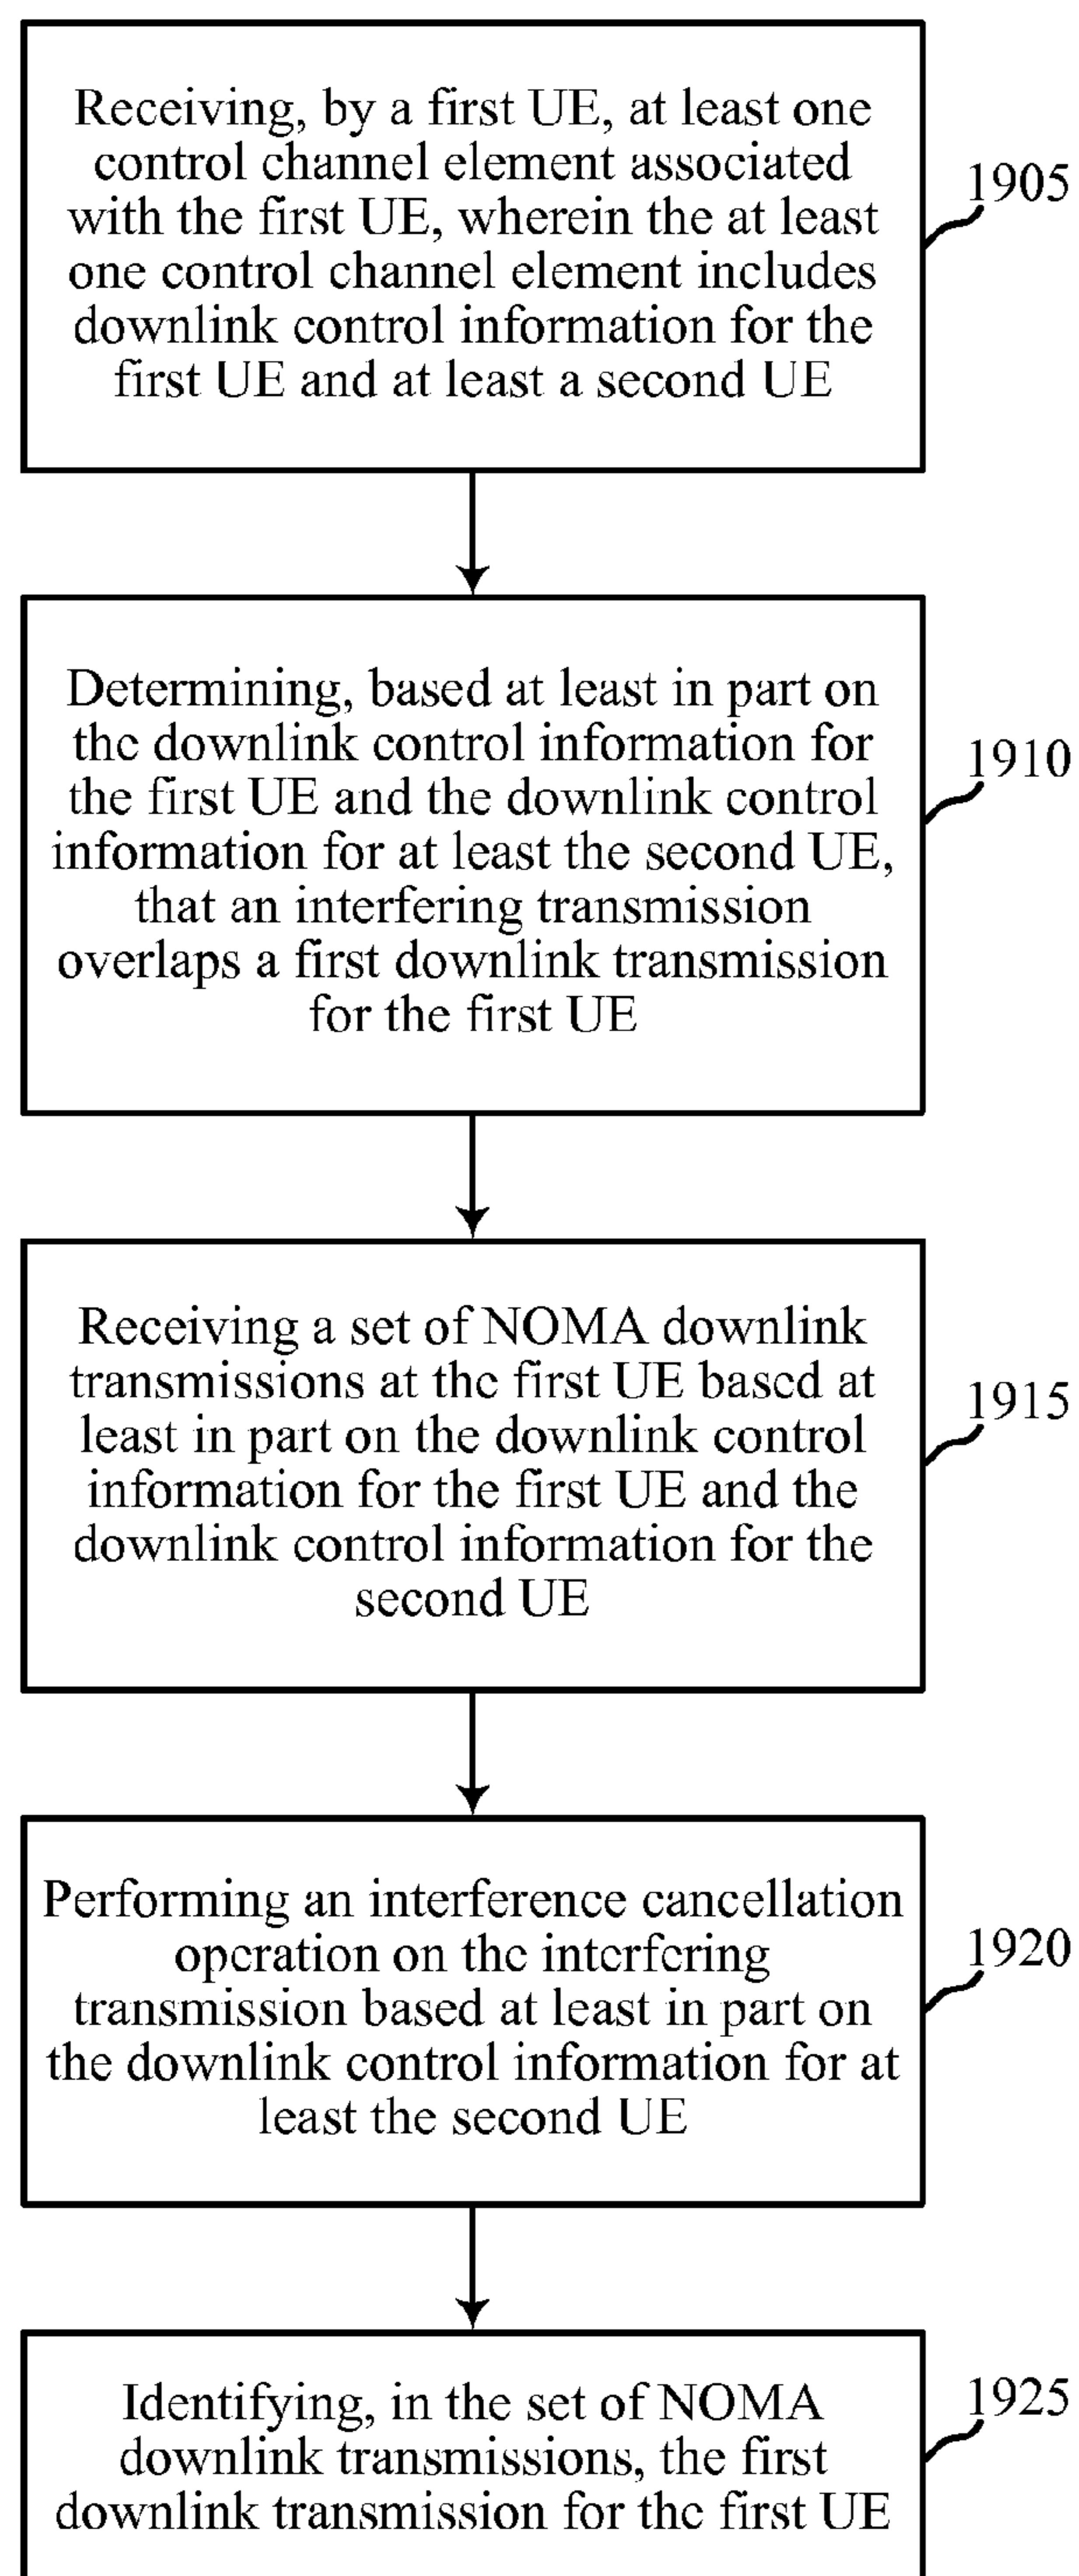 Receiving, by a first UE, at least one
control channel element associated
with the first UE, wherein the at least
one control channel element includes
downlink control information for the
first UE and at least a second UE
1905
Determining, based at least in part on
the downlink control information for
the first UE and the downlink control
information for at least the second UE,
that an interfering transmission
overlaps a first downlink transmission
for the first UE
1910
Receiving a set of NOMA downlink
transmissions at the first UE based at
least in part on the downlink control
information for the first UE and the
downlink control information for the
second UE
1915
Performing an interference cancellation
operation on the interfering
transmission based at least in part on
the downlink control information for at
least the second UE
1920
Identifying, in the set of NOMA
downlink transmissions, the first
downlink transmission for the first UE
1925